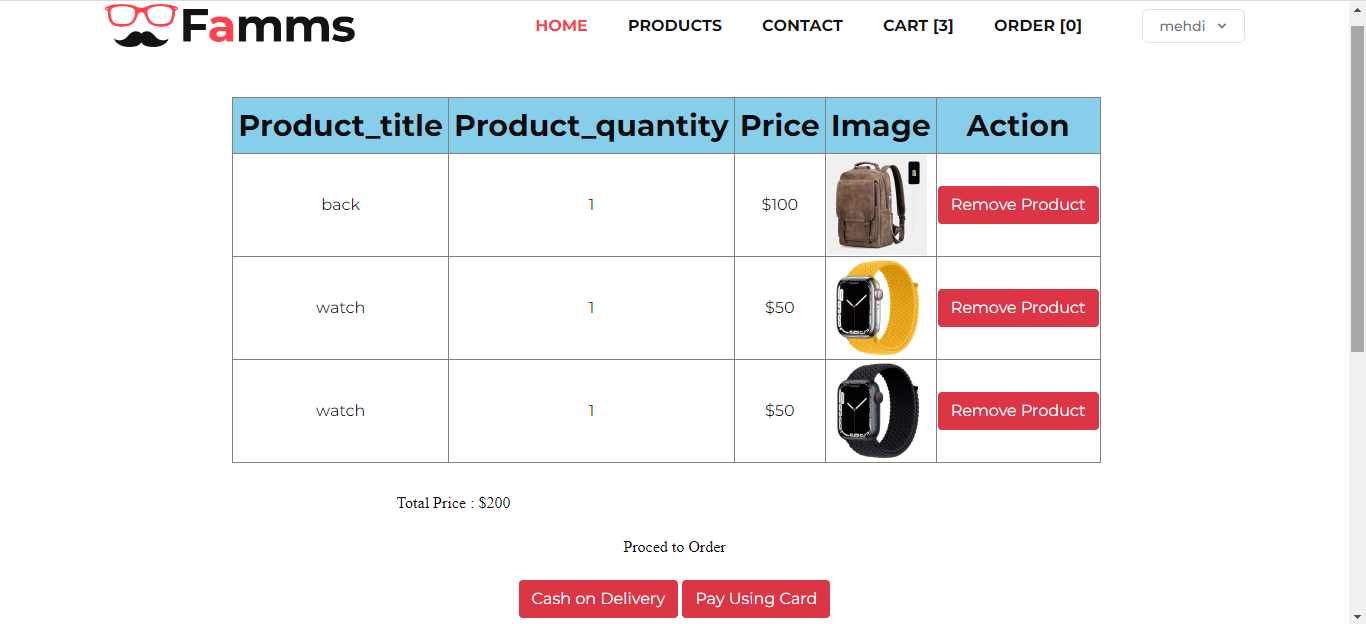 Famms
HOME PRODUCTS CONTACT CART [3] ORDER [0] mehdi
Product_title Product_quantity Price Image Action
back 1 $100 Remove Product
watch 1 $50 Remove Product
watch 1 $50 Remove Product
Total Price : $200
Proced to Order
Cash on Delivery Pay Using Card